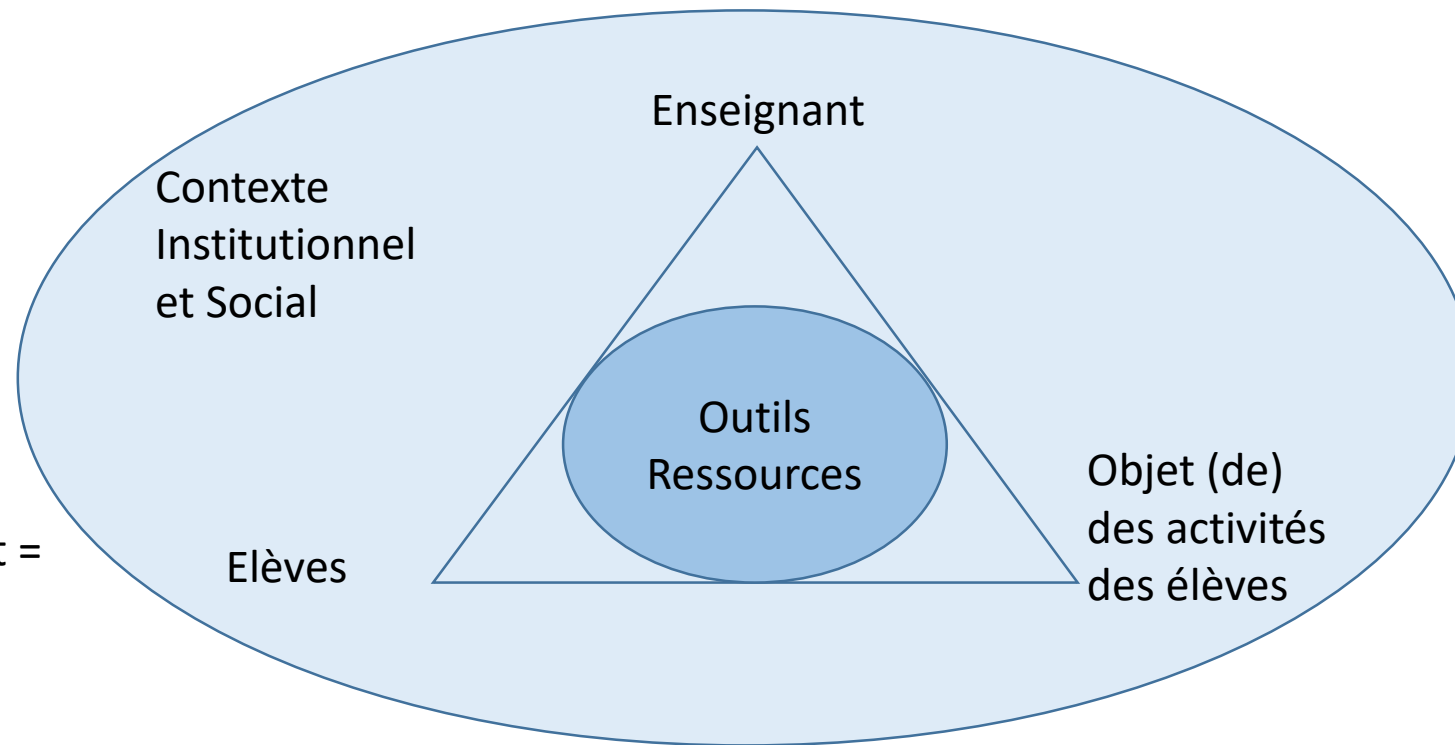 Enseignant
Contexte
Institutionnel
et Social
Outils
Ressources
Objet (de)
des activités
des élèves
t =
Elèves